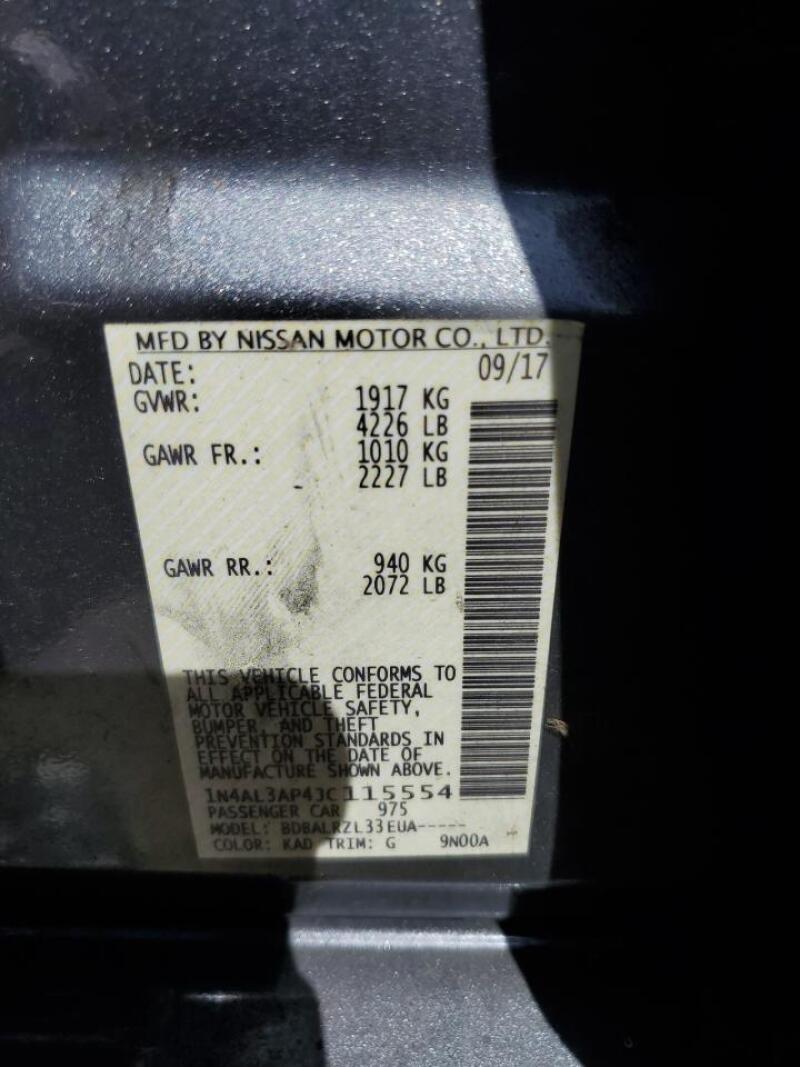 MFD BY NISSAN MOTOR CO., LTD.
DATE: 09/17
GVWR: 1917 KG
4226 LB
GAWR FR.: 1010 KG
2227 LB
GAWR RR.: 940 KG
2072 LB
THIS VEHICLE CONFORMS TO
ALL APPLICABLE FEDERAL
MOTOR VEHICLE SAFETY,
BUMPER, AND THEFT
PREVENTION STANDARDS IN
EFFECT ON THE DATE OF
MANUFACTURE SHOWN ABOVE.
1N4AL3AP4JC115554
PASSENGER CAR 975
MODEL: BDBALRZL33EUA-----
COLOR: KAD TRIM: G 9N00A